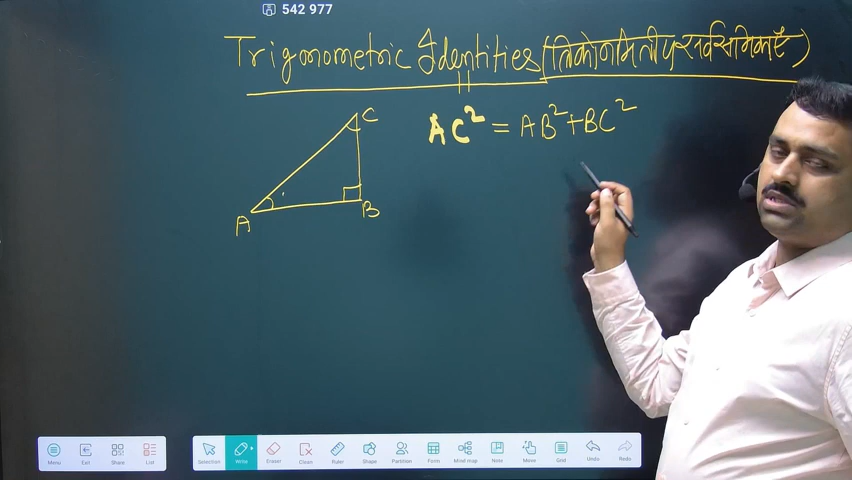 542 977
Trigonometric Identities (त्रिकोणमितीय सर्वसमिकाएँ)
C
AC² = AB² + BC²
A
B
Menu Exit Share List Selection Write Eraser Clean Ruler Shape Partition Form Mind map Note Move Grid Undo Redo